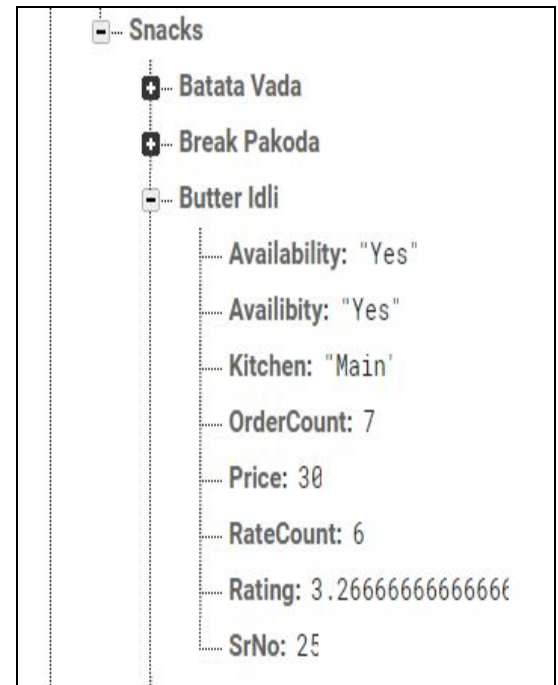 Snacks
Batata Vada
Break Pakoda
Butter Idli
Availability: "Yes"
Availibity: "Yes"
Kitchen: "Main'
OrderCount: 7
Price: 30
RateCount: 6
Rating: 3.26666666666666
SrNo: 25